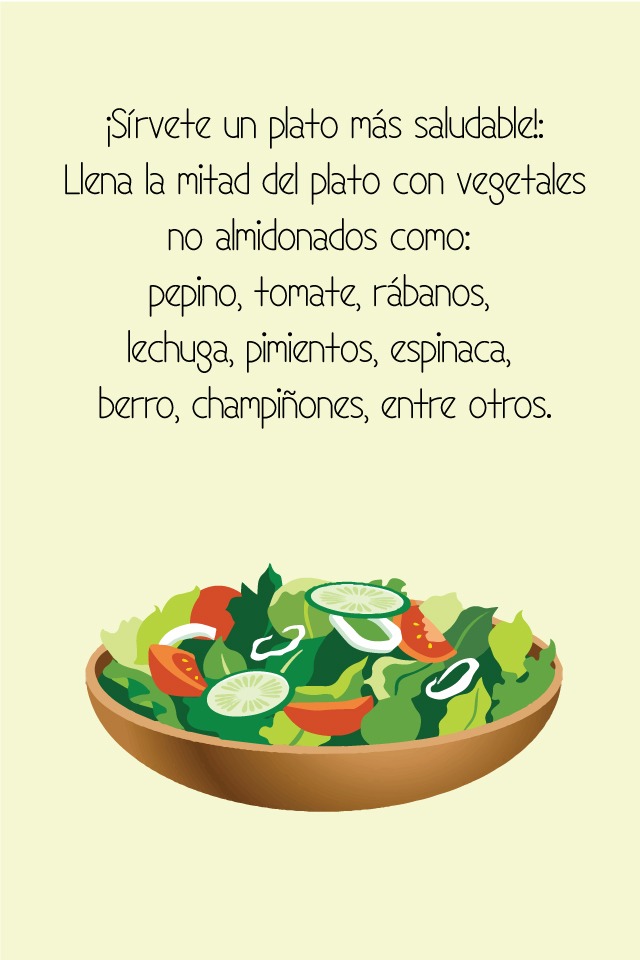 ¡Sírvete un plato más saludable!:
Llena la mitad del plato con vegetales
no almidonados como:
pepino, tomate, rábanos,
lechuga, pimientos, espinaca,
berro, champiñones, entre otros.